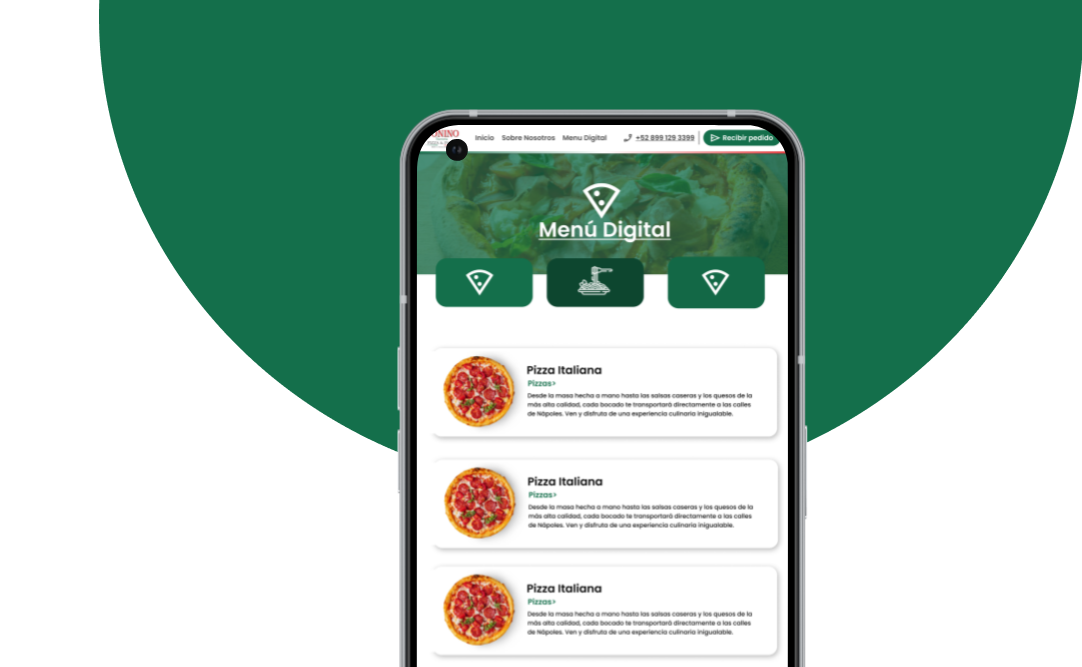 Inicio Sobre Nosotros Menu Digital +52 899 129 3399 Recibir pedido
Menú Digital
Pizza Italiana
Pizzas>
Desde la masa hecha a mano hasta las salsas caseras y los quesos de la
más alta calidad, cada bocado te transportará directamente a las calles
de Nápoles. Ven y disfruta de una experiencia culinaria inigualable.
Pizza Italiana
Pizzas>
Desde la masa hecha a mano hasta las salsas caseras y los quesos de la
más alta calidad, cada bocado te transportará directamente a las calles
de Nápoles. Ven y disfruta de una experiencia culinaria inigualable.
Pizza Italiana
Pizzas>
Desde la masa hecha a mano hasta las salsas caseras y los quesos de la
más alta calidad, cada bocado te transportará directamente a las calles
de Nápoles. Ven y disfruta de una experiencia culinaria inigualable.